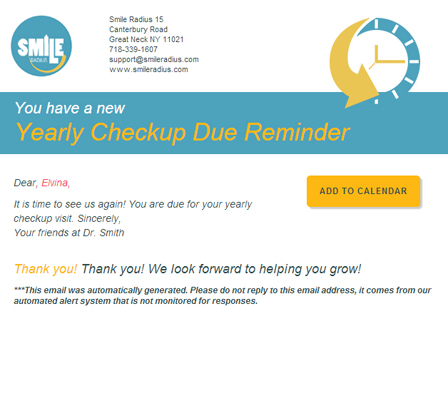 SMILE
RADIUS
Smile Radius 15
Canterbury Road
Great Neck NY 11021
718-339-1607
support@smileradius.com
www.smileradius.com
You have a new
Yearly Checkup Due Reminder
Dear, Elvina,
ADD TO CALENDAR
It is time to see us again! You are due for your yearly
checkup visit. Sincerely,
Your friends at Dr. Smith
Thank you! Thank you! We look forward to helping you grow!
***This email was automatically generated. Please do not reply to this email address, it comes from our
automated alert system that is not monitored for responses.